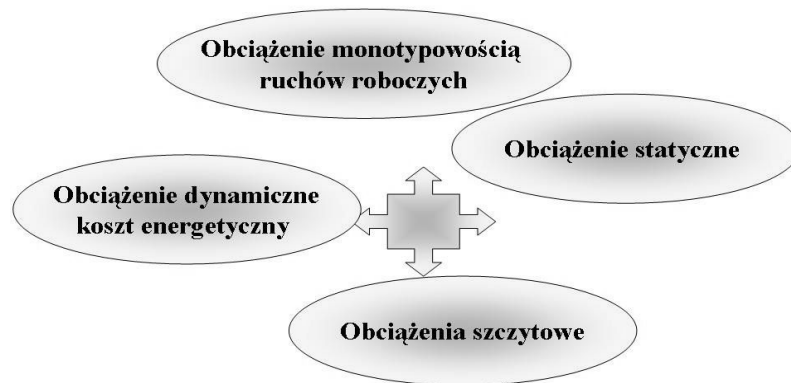 Obciążenie monotypowością
ruchów roboczych
Obciążenie statyczne
Obciążenie dynamiczne
koszt energetyczny
Obciążenia szczytowe